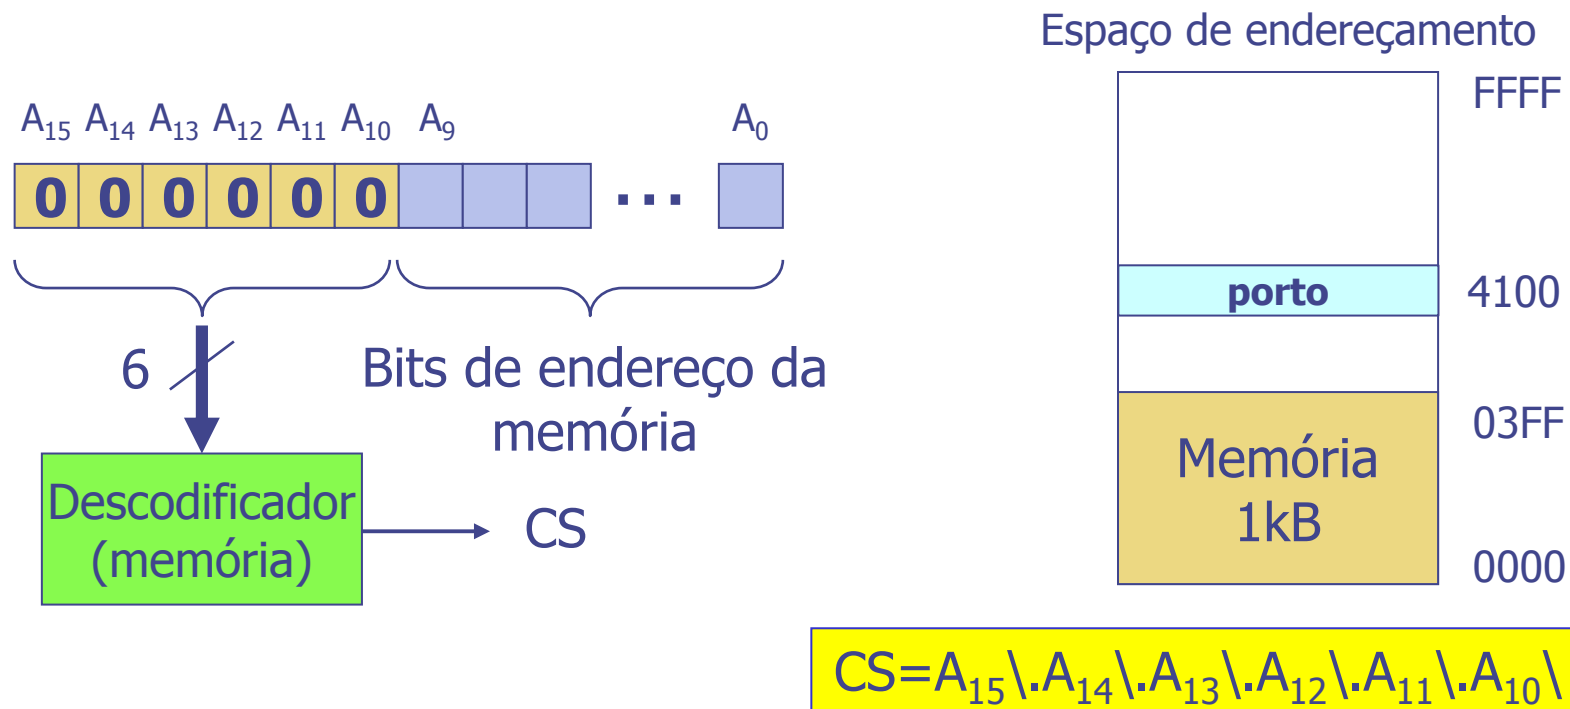 Espaço de endereçamento
A₁₅ A₁₄ A₁₃ A₁₂ A₁₁ A₁₀ A₉ A₀
0 0 0 0 0 0 ...
6
Bits de endereço da
memória
Descodificador
(memória)
CS
FFFF
porto
4100
03FF
Memória
1kB
0000
CS=A₁₅\.A₁₄\.A₁₃\.A₁₂\.A₁₁\.A₁₀\